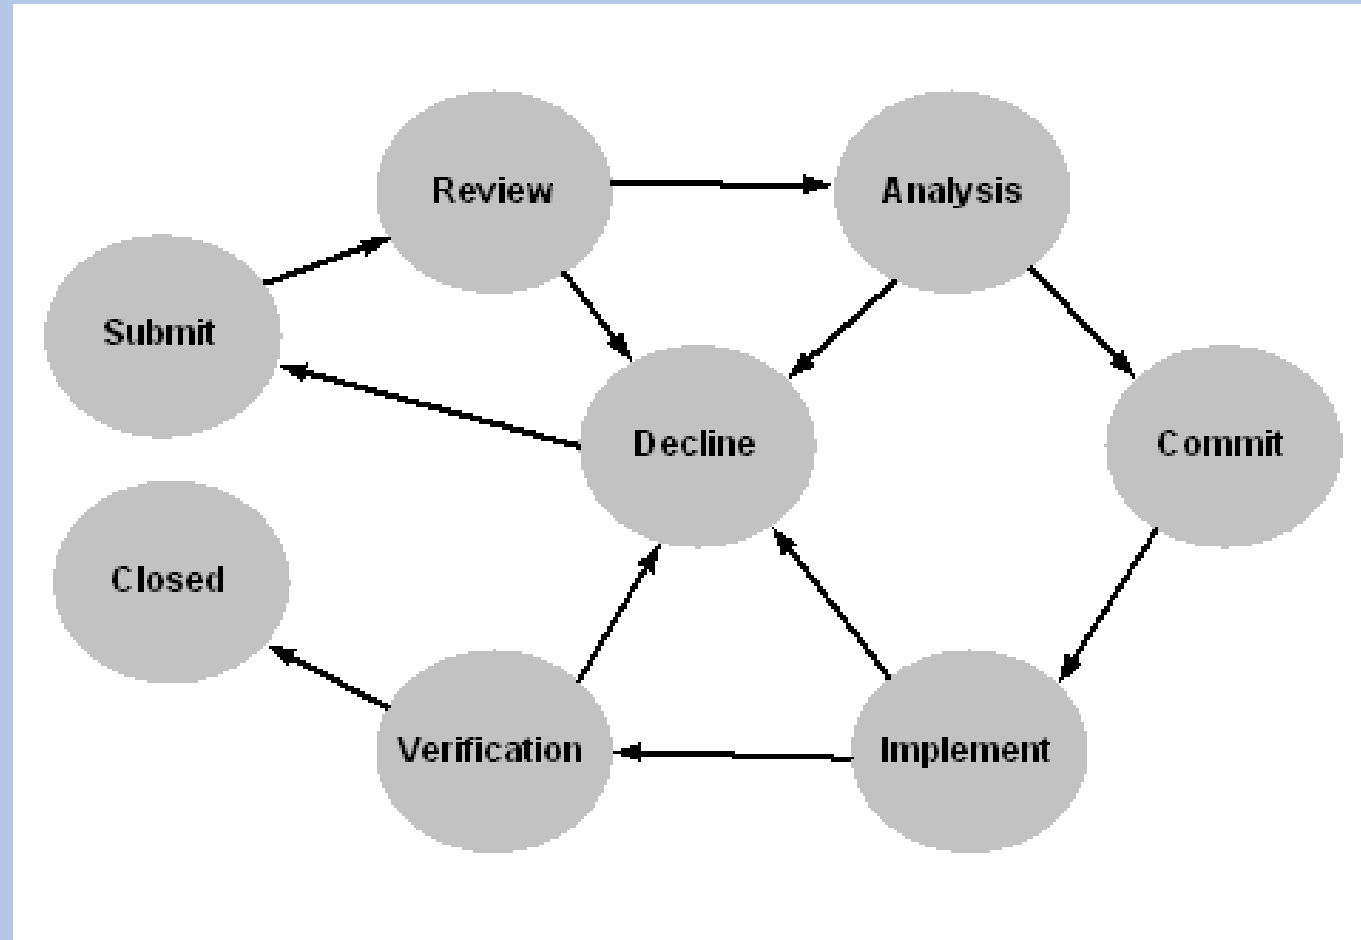 Review
Analysis
Submit
Decline
Commit
Closed
Verification
Implement